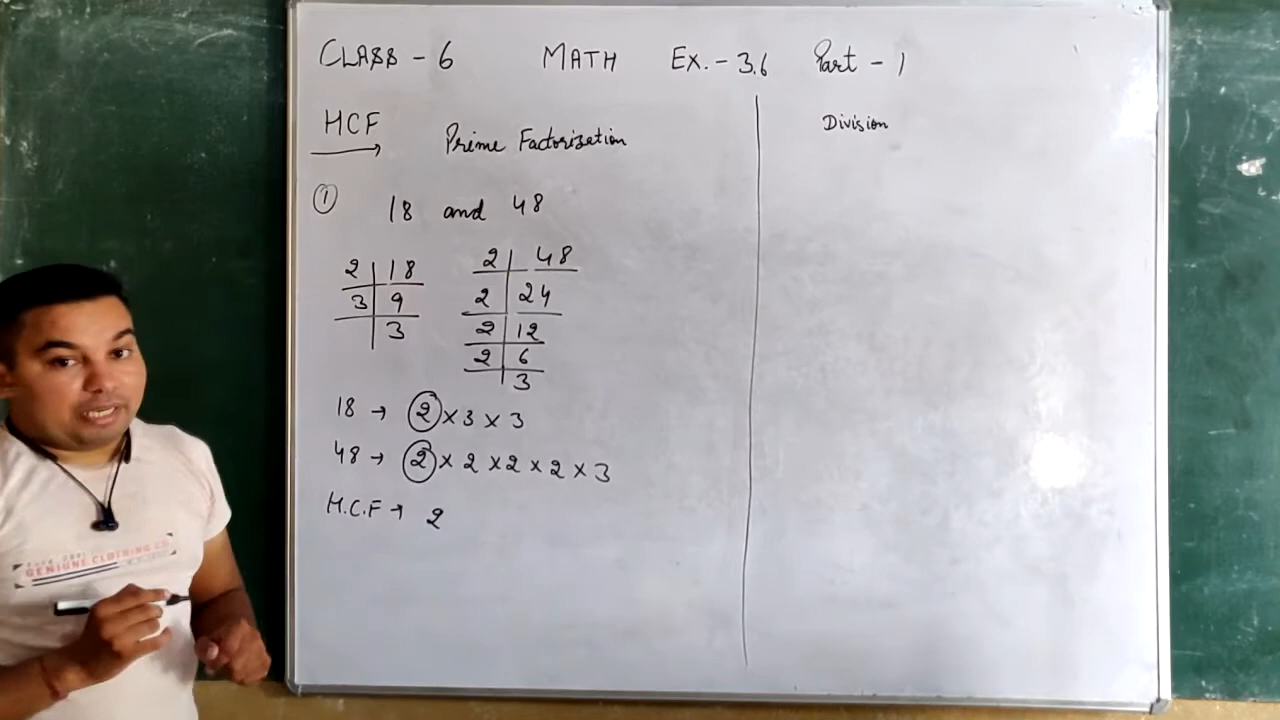 CLASS - 6 MATH Ex. - 3.6 Part - 1
HCF
Prime Factorization
① 18 and 48
2 | 18
3 | 9
3
2 | 48
2 | 24
2 | 12
2 | 6
3
18 → 2 × 3 × 3
48 → 2 × 2 × 2 × 2 × 3
H.C.F → 2
Division
GENIUNE CLOTHING CO